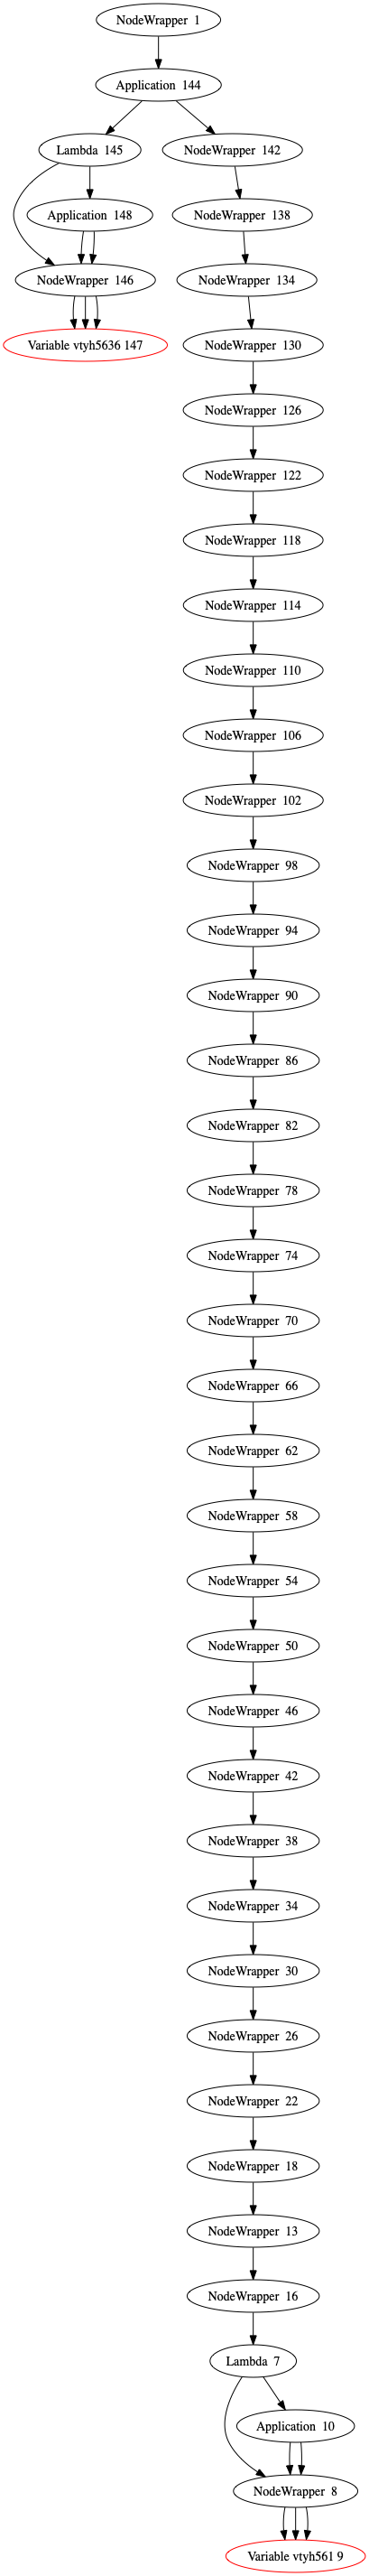 NodeWrapper 1
Application 144
Lambda 145
NodeWrapper 142
Application 148
NodeWrapper 138
NodeWrapper 146
NodeWrapper 134
Variable vtyh5636 147
NodeWrapper 130
NodeWrapper 126
NodeWrapper 122
NodeWrapper 118
NodeWrapper 114
NodeWrapper 110
NodeWrapper 106
NodeWrapper 102
NodeWrapper 98
NodeWrapper 94
NodeWrapper 90
NodeWrapper 86
NodeWrapper 82
NodeWrapper 78
NodeWrapper 74
NodeWrapper 70
NodeWrapper 66
NodeWrapper 62
NodeWrapper 58
NodeWrapper 54
NodeWrapper 50
NodeWrapper 46
NodeWrapper 42
NodeWrapper 38
NodeWrapper 34
NodeWrapper 30
NodeWrapper 26
NodeWrapper 22
NodeWrapper 18
NodeWrapper 13
NodeWrapper 16
Lambda 7
Application 10
NodeWrapper 8
Variable vtyh561 9